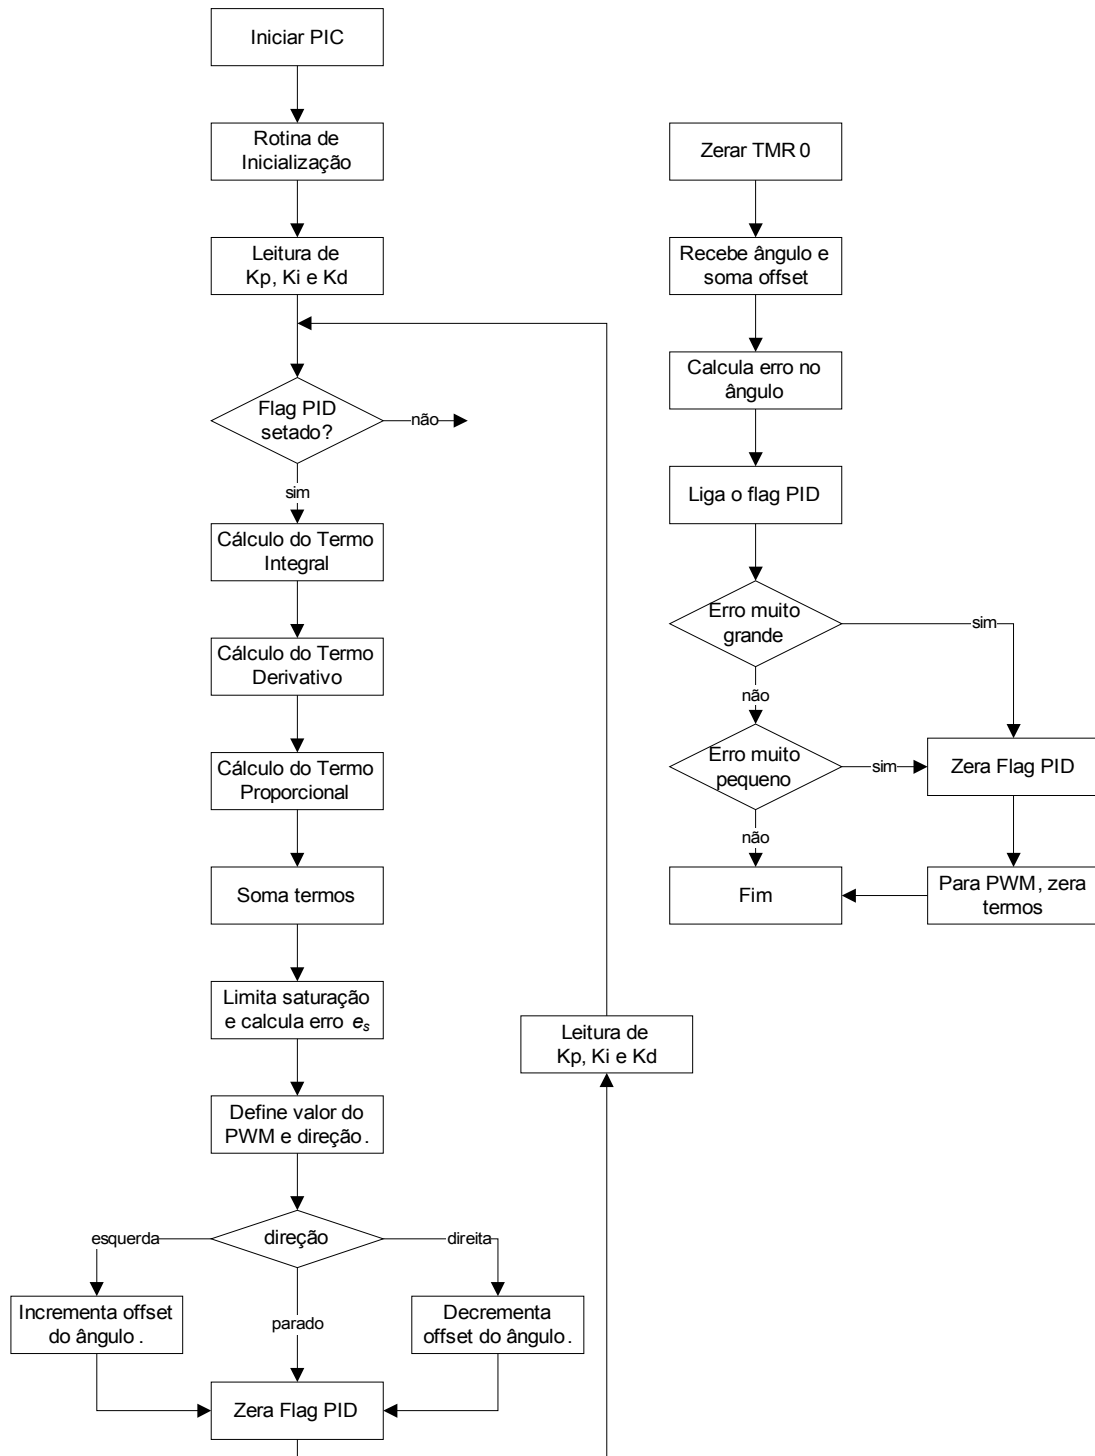 Iniciar PIC
Rotina de
Inicialização
Leitura de
Kp, Ki e Kd
Flag PID
setado?
não
sim
Cálculo do Termo
Integral
Cálculo do Termo
Derivativo
Cálculo do Termo
Proporcional
Soma termos
Limita saturação
e calcula erro es
Define valor do
PWM e direção.
direção
esquerda
direita
parado
Incrementa offset
do ângulo.
Decrementa
offset do ângulo.
Zera Flag PID
Leitura de
Kp, Ki e Kd
Zerar TMR0
Recebe ângulo e
soma offset
Calcula erro no
ângulo
Liga o flag PID
Erro muito
grande
sim
não
Erro muito
pequeno
sim
não
Zera Flag PID
Para PWM, zera
termos
Fim